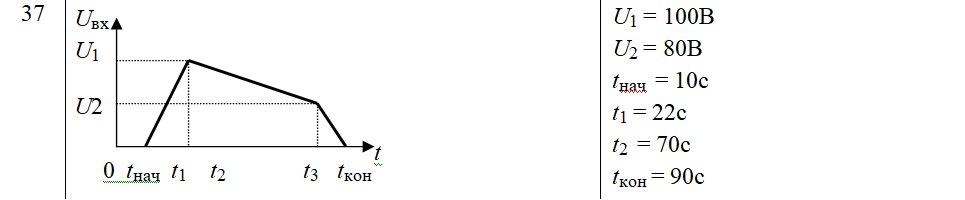 37
Uвх
U1
U2
t
0 tнач t1 t2 t3 tкон
U1 = 100В
U2 = 80В
tнач = 10с
t1 = 22с
t2 = 70с
tкон = 90с